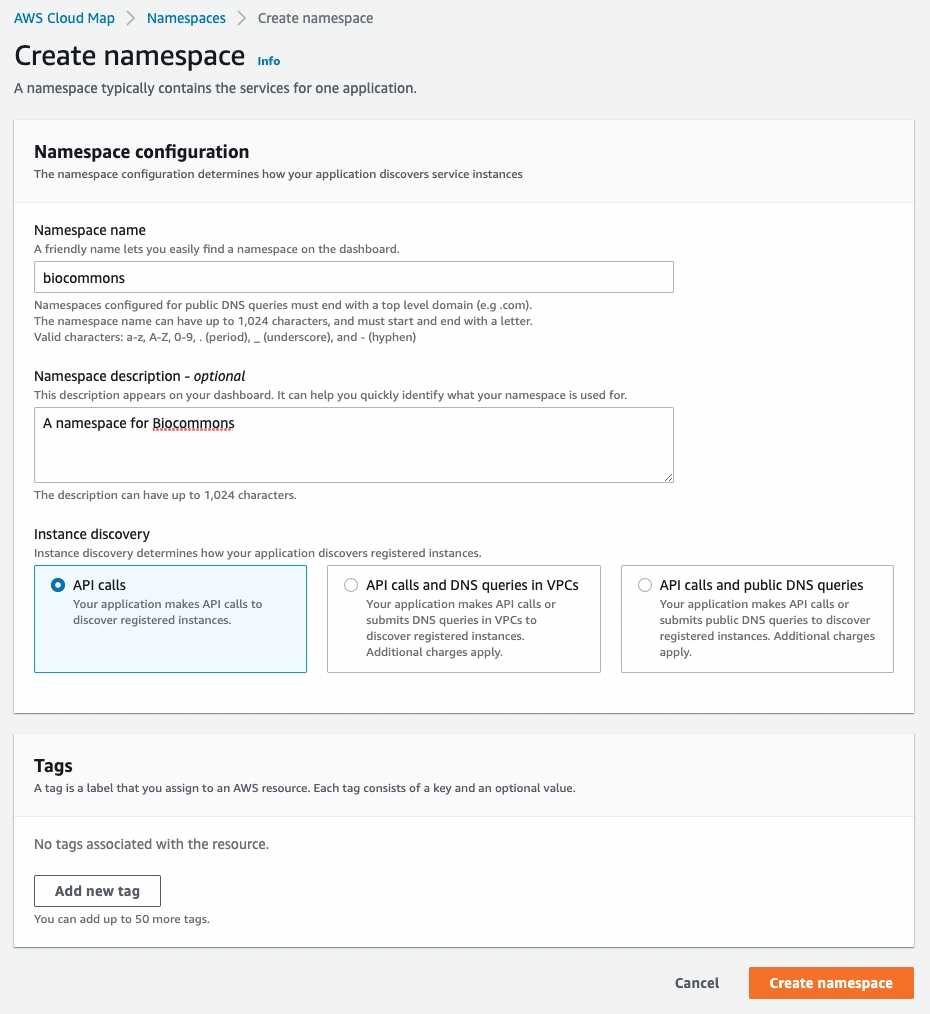 AWS Cloud Map > Namespaces > Create namespace
Create namespace Info
A namespace typically contains the services for one application.
Namespace configuration
The namespace configuration determines how your application discovers service instances
Namespace name
A friendly name lets you easily find a namespace on the dashboard.
biocommons
Namespaces configured for public DNS queries must end with a top level domain (e.g .com).
The namespace name can have up to 1,024 characters, and must start and end with a letter.
Valid characters: a-z, A-Z, 0-9, . (period), _ (underscore), and - (hyphen)
Namespace description - optional
This description appears on your dashboard. It can help you quickly identify what your namespace is used for.
A namespace for Biocommons
The description can have up to 1,024 characters.
Instance discovery
Instance discovery determines how your application discovers registered instances.
API calls
Your application makes API calls to
discover registered instances.
API calls and DNS queries in VPCs
Your application makes API calls or
submits DNS queries in VPCs to
discover registered instances.
Additional charges apply.
API calls and public DNS queries
Your application makes API calls or
submits public DNS queries to discover
registered instances. Additional charges
apply.
Tags
A tag is a label that you assign to an AWS resource. Each tag consists of a key and an optional value.
No tags associated with the resource.
Add new tag
You can add up to 50 more tags.
Cancel
Create namespace